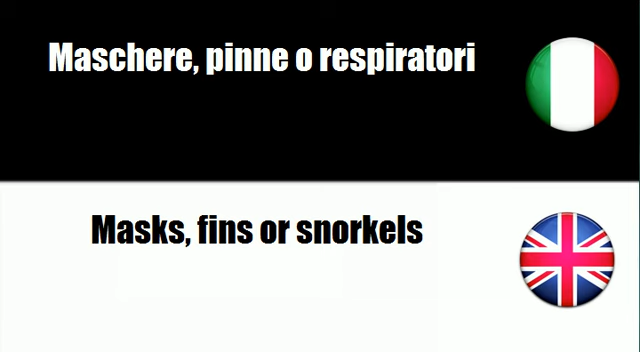 Maschere, pinne o respiratori
Masks, fins or snorkels